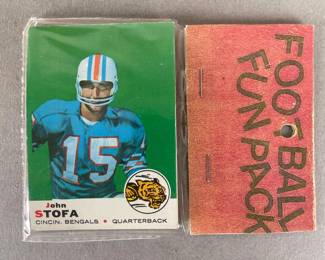 15
John
STOFA
CINCIN. BENGALS • QUARTERBACK
FOOTBALL
FUN PACK